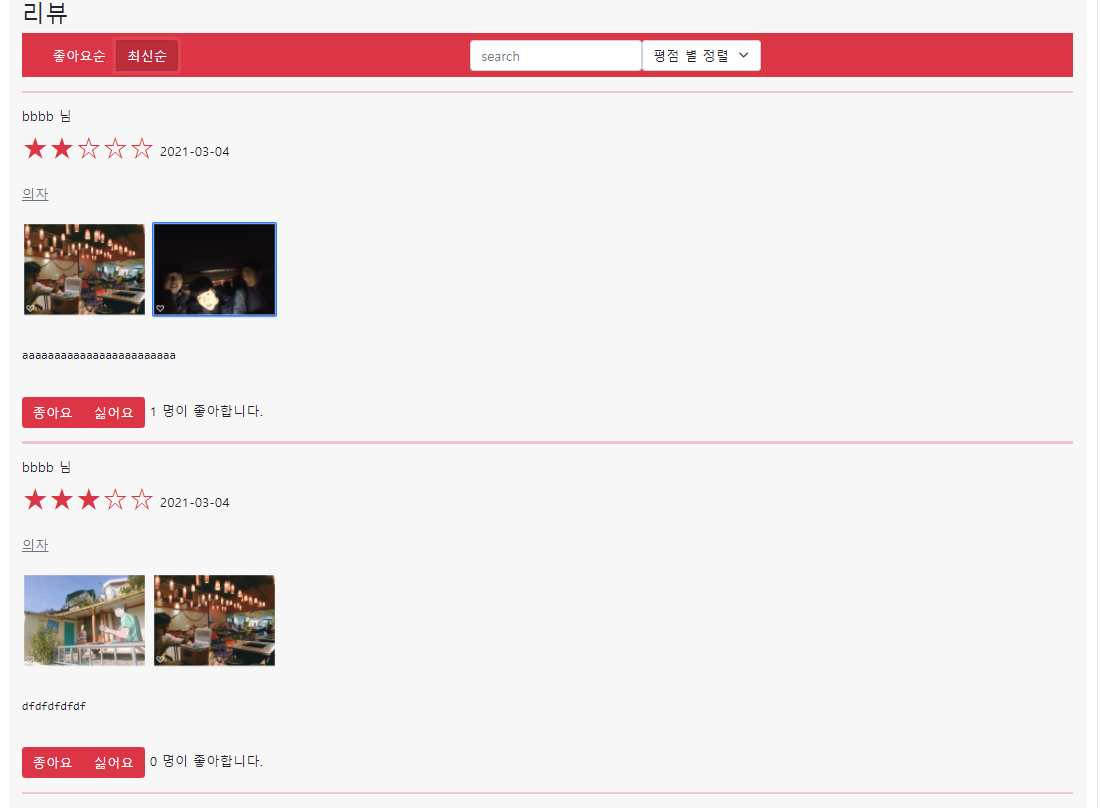 리뷰
좋아요순 최신순 search 평점 별 정렬
bbbb 님
★★☆☆☆ 2021-03-04
의자
aaaaaaaaaaaaaaaaaaaaaaaa
좋아요 싫어요 1 명이 좋아합니다.
bbbb 님
★★★☆☆ 2021-03-04
의자
dfdfdfdfdf
좋아요 싫어요 0 명이 좋아합니다.